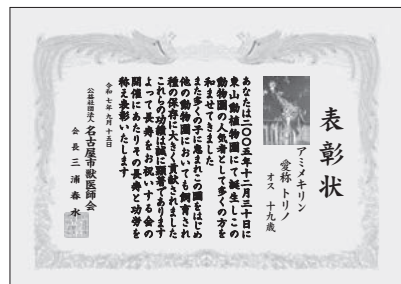 表彰状
アミメキリン
愛称 トリノ
オス 十九歳
あなたは二〇〇五年十二月三十日に
東山動植物園にて誕生しこの
動物園の人気者として多くの方を
和ませてきました
また多くの子に恵まれこの園をはじめ
他の動物園においても飼育され
種の保存に大きく貢献されました
これらの功績は誠に顕著であります
よって長寿をお祝いする会の
開催にあたりその長寿と功労を
称え表彰いたします
令和七年九月十五日
公益社団法人 名古屋市獣医師会
会長 三浦春水